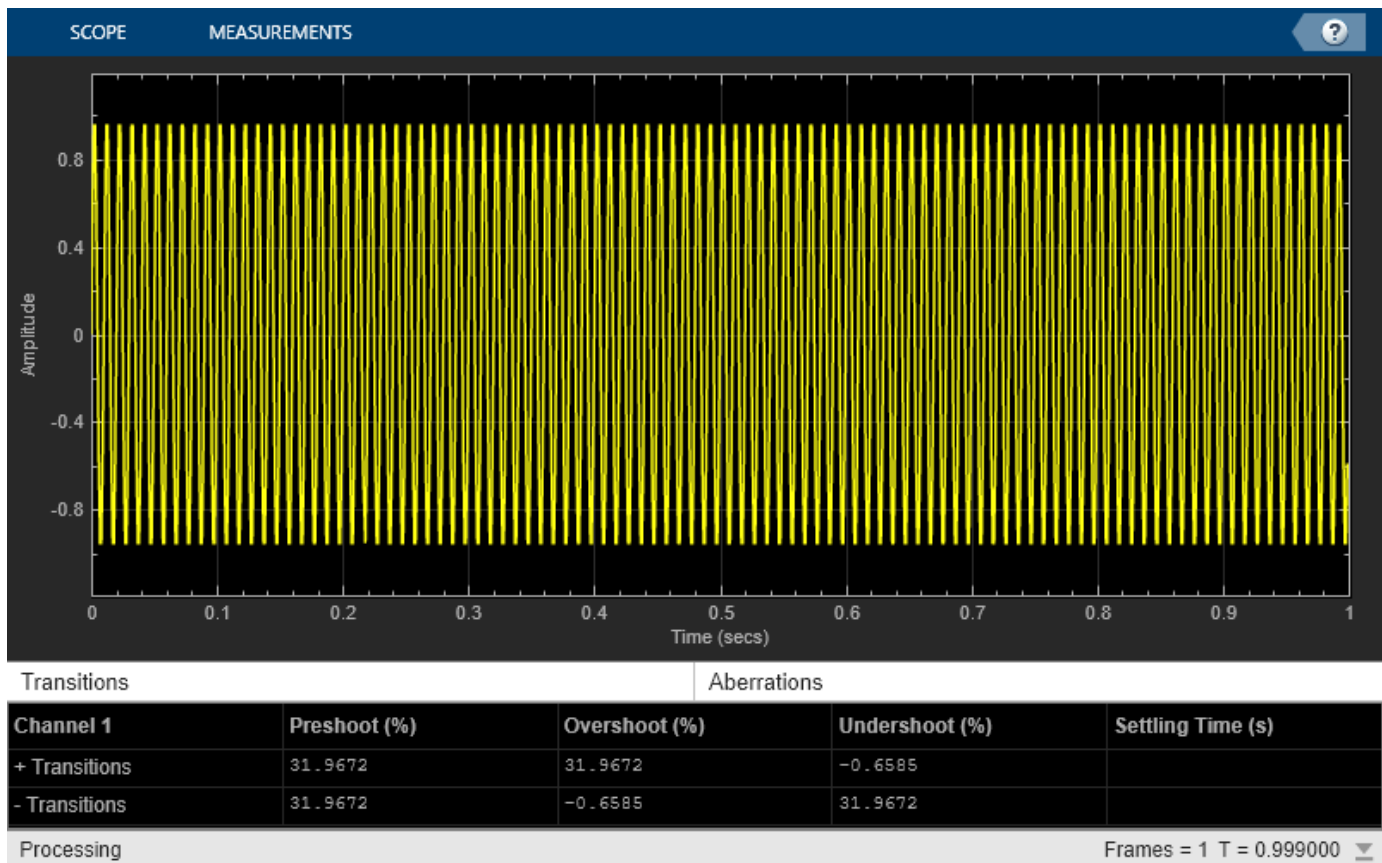 SCOPE MEASUREMENTS ?
0.8
0.4
0
-0.4
-0.8
Amplitude
0 0.1 0.2 0.3 0.4 0.5 0.6 0.7 0.8 0.9 1
Time (secs)
Transitions Aberrations
Channel 1 Preshoot (%) Overshoot (%) Undershoot (%) Settling Time (s)
+ Transitions 31.9672 31.9672 -0.6585
- Transitions 31.9672 -0.6585 31.9672
Processing Frames = 1 T = 0.999000